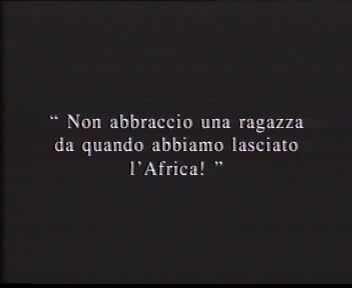 “ Non abbraccio una ragazza
da quando abbiamo lasciato
l’Africa! ”